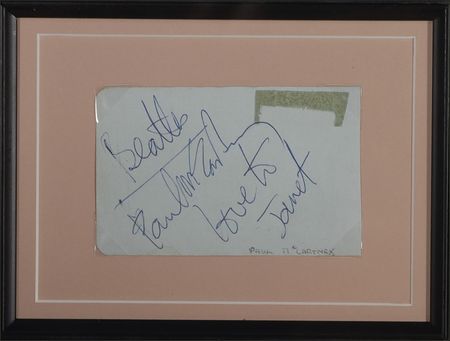 Beatles
Paul McCartney
love to
Janet
PAUL McCARTNEY